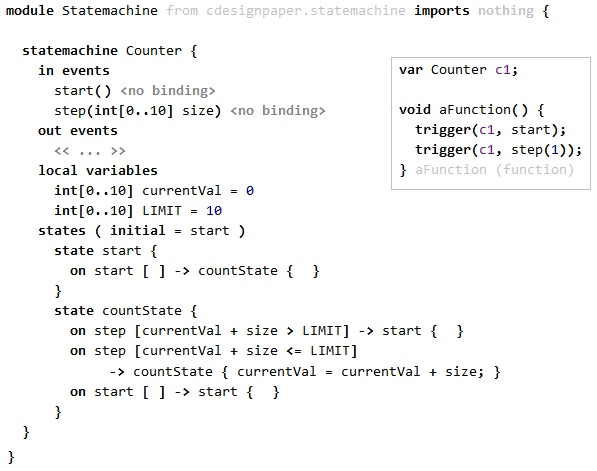 module Statemachine from cdesignpaper.statemachine imports nothing {
statemachine Counter {
in events
start() <no binding>
step(int[0..10] size) <no binding>
out events
<< ... >>
local variables
int[0..10] currentVal = 0
int[0..10] LIMIT = 10
states ( initial = start )
state start {
on start [ ] -> countState {  }
}
state countState {
on step [currentVal + size > LIMIT] -> start {  }
on step [currentVal + size <= LIMIT]
-> countState { currentVal = currentVal + size; }
on start [ ] -> start {  }
}
}
}
var Counter c1;
void aFunction() {
trigger(c1, start);
trigger(c1, step(1));
} aFunction (function)